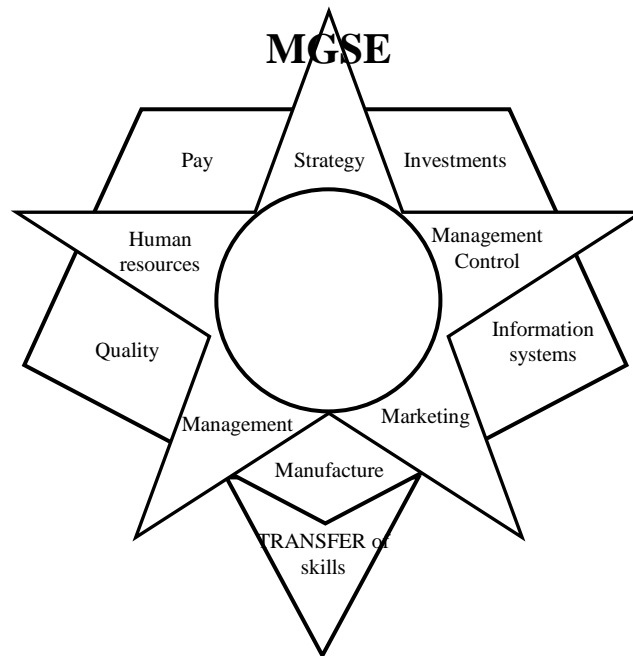 MGSE
Pay
Strategy
Investments
Human
resources
Management
Control
Quality
Information
systems
Management
Marketing
Manufacture
TRANSFER of
skills